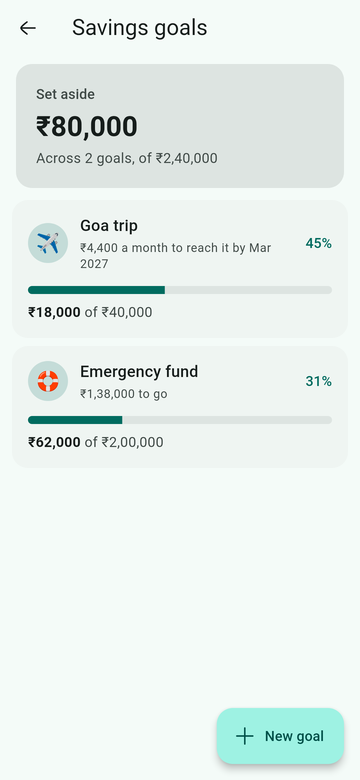 Savings goals
Set aside
₹80,000
Across 2 goals, of ₹2,40,000
Goa trip
₹4,400 a month to reach it by Mar
2027
45%
₹18,000 of ₹40,000
Emergency fund
₹1,38,000 to go
31%
₹62,000 of ₹2,00,000
New goal